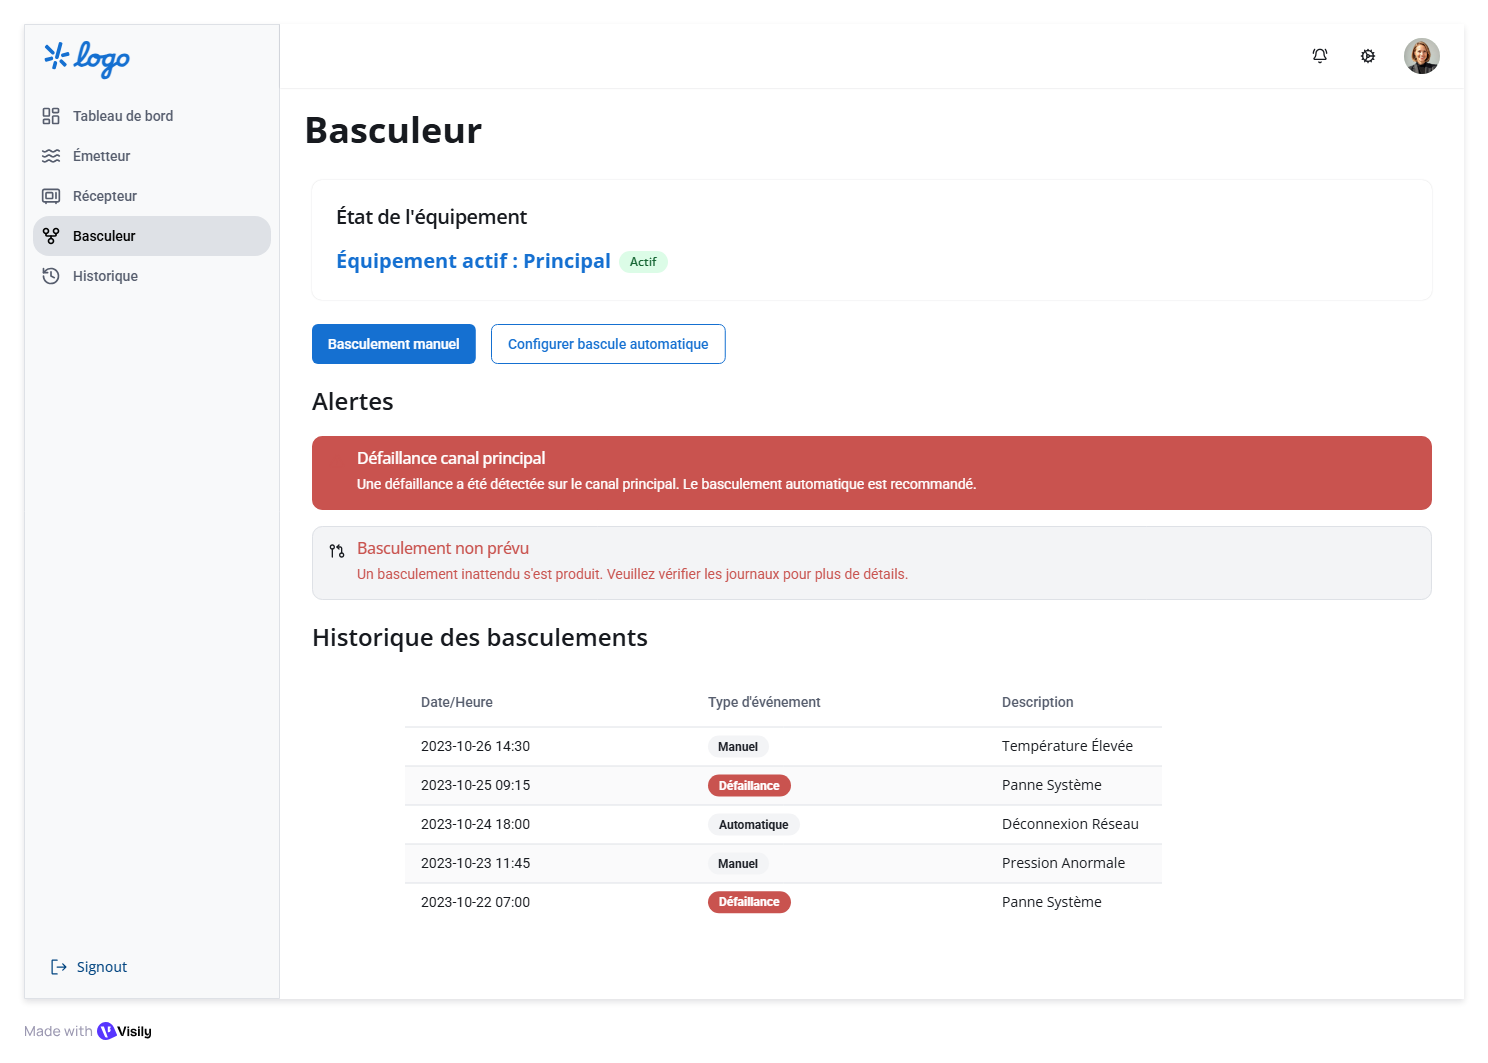 logo
Tableau de bord
Émetteur
Récepteur
Basculeur
Historique
Signout
Basculeur
État de l'équipement
Équipement actif : Principal Actif
Basculement manuel Configurer bascule automatique
Alertes
Défaillance canal principal
Une défaillance a été détectée sur le canal principal. Le basculement automatique est recommandé.
Basculement non prévu
Un basculement inattendu s'est produit. Veuillez vérifier les journaux pour plus de détails.
Historique des basculements
Date/Heure Type d'événement Description
2023-10-26 14:30 Manuel Température Élevée
2023-10-25 09:15 Défaillance Panne Système
2023-10-24 18:00 Automatique Déconnexion Réseau
2023-10-23 11:45 Manuel Pression Anormale
2023-10-22 07:00 Défaillance Panne Système
Made with Visily